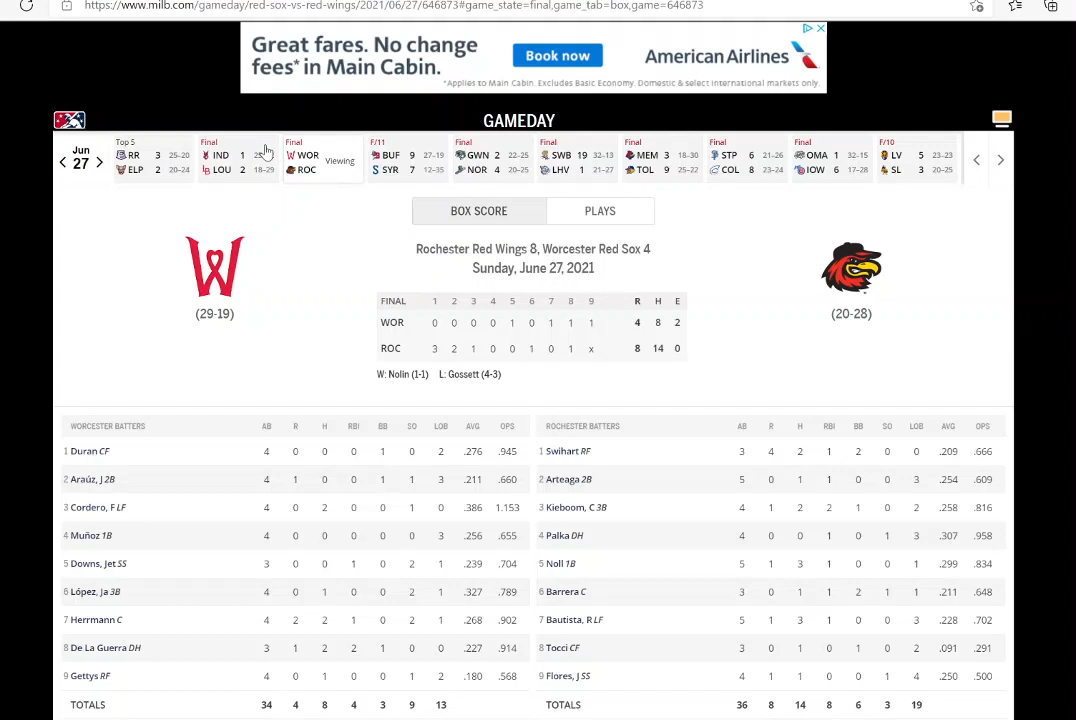 https://www.milb.com/gameday/red-sox-vs-red-wings/2021/06/27/646873#game_state=final,game_tab=box,game=646873
Great fares. No change
fees* in Main Cabin.
Book now
American Airlines
*Applies to Main Cabin. Excludes Basic Economy. Domestic & select international markets only.
GAMEDAY
Jun
27
Top 5
RR 3 25-20
ELP 2 20-24
Final
IND 1
LOU 2 18-29
Final
WOR
ROC
Viewing
F/11
BUF 9 27-19
SYR 7 12-35
Final
GWN 2 22-25
NOR 4 20-25
Final
SWB 19 32-13
LHV 1 21-27
Final
MEM 3 18-30
TOL 9 25-22
Final
STP 6 21-26
COL 8 23-24
Final
OMA 1 32-15
IOW 6 17-28
F/10
LV 5 23-23
SL 3 20-25
BOX SCORE
PLAYS
Rochester Red Wings 8, Worcester Red Sox 4
Sunday, June 27, 2021
(29-19)
(20-28)
FINAL 1 2 3 4 5 6 7 8 9 R H E
WOR 0 0 0 0 1 0 1 1 1 4 8 2
ROC 3 2 1 0 0 1 0 1 x 8 14 0
W: Nolin (1-1) L: Gossett (4-3)
WORCESTER BATTERS AB R H RBI BB SO LOB AVG OPS
1 Duran CF 4 0 0 0 1 0 2 .276 .945
2 Araúz, J 2B 4 1 0 0 1 1 3 .211 .660
3 Cordero, F LF 4 0 2 0 0 1 0 .386 1.153
4 Muñoz 1B 4 0 0 0 0 0 3 .256 .655
5 Downs, Jet SS 3 0 0 1 0 2 1 .239 .704
6 López, Ja 3B 4 0 1 0 0 2 1 .327 .789
7 Herrmann C 4 2 2 1 0 2 1 .268 .902
8 De La Guerra DH 3 1 2 2 1 0 0 .227 .914
9 Gettys RF 4 0 1 0 0 1 2 .180 .568
TOTALS 34 4 8 4 3 9 13
ROCHESTER BATTERS AB R H RBI BB SO LOB AVG OPS
1 Swihart RF 3 4 2 1 2 0 0 .209 .666
2 Arteaga 2B 5 0 1 1 0 0 3 .254 .609
3 Kieboom, C 3B 4 1 2 2 1 0 2 .258 .816
4 Palka DH 4 0 0 1 0 1 3 .307 .958
5 Noll 1B 5 1 3 1 0 0 1 .299 .834
6 Barrera C 3 0 1 1 2 1 1 .211 .648
7 Bautista, R LF 5 1 3 1 0 0 3 .228 .702
8 Tocci CF 3 0 1 0 1 0 2 .091 .291
9 Flores, J SS 4 1 1 0 0 1 4 .250 .500
TOTALS 36 8 14 8 6 3 19